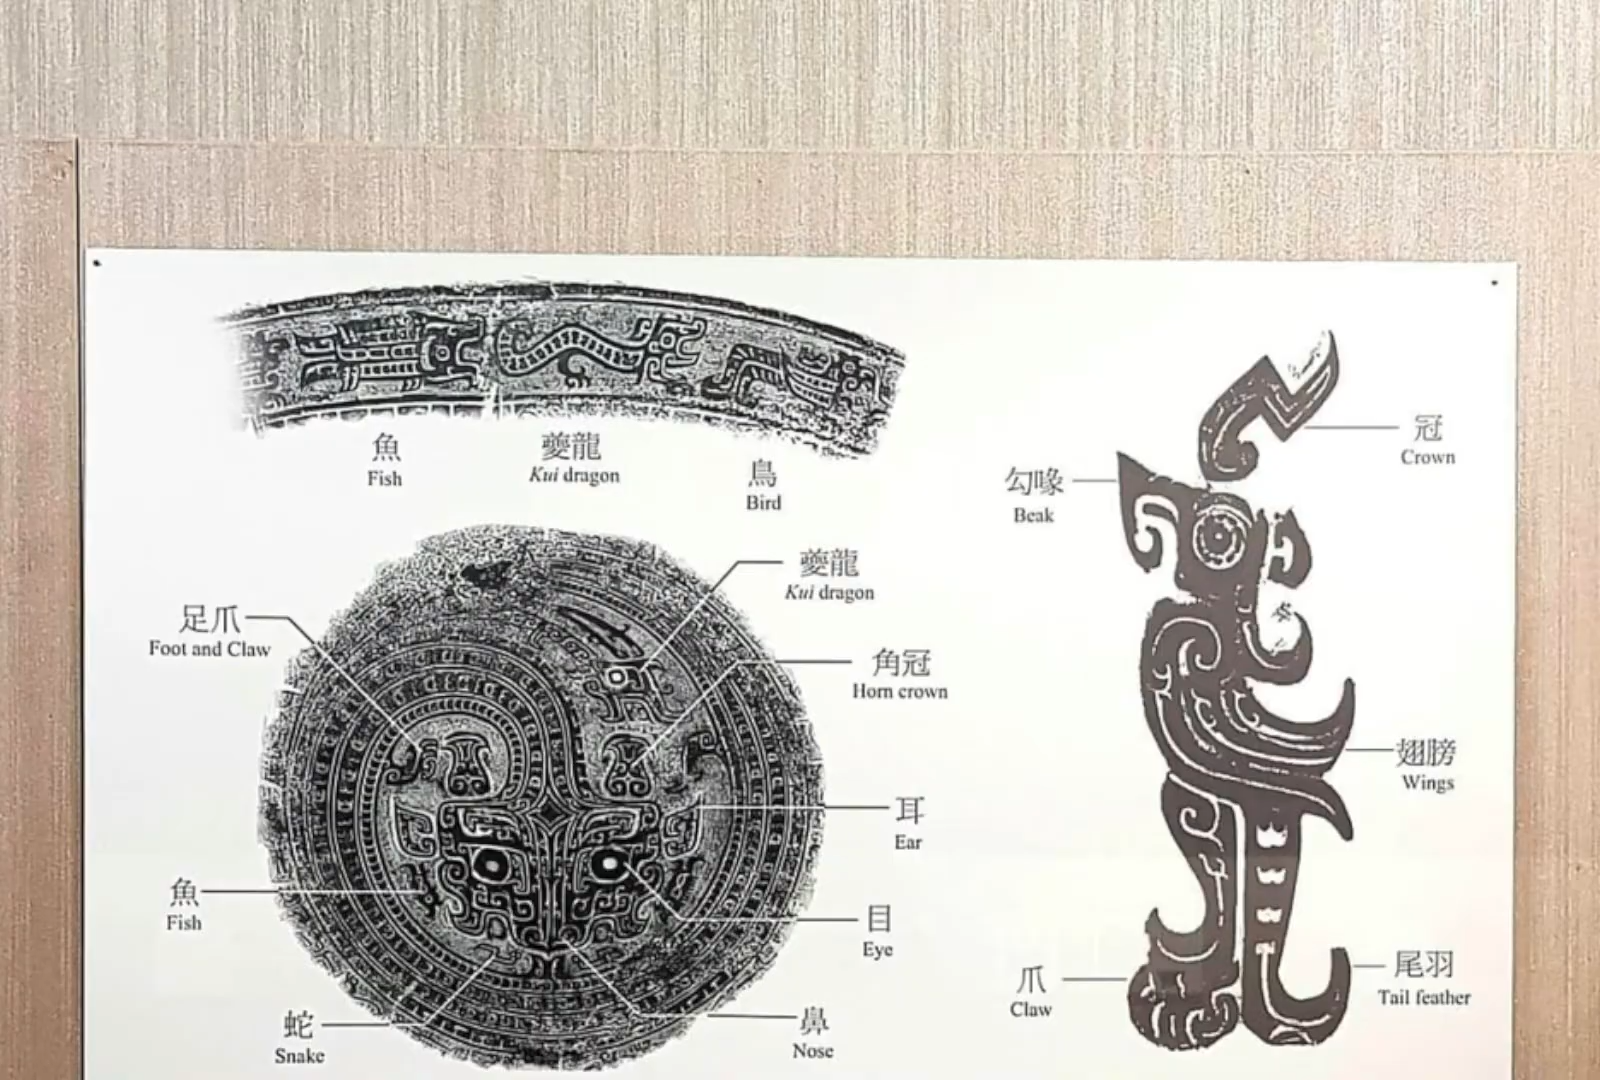 魚
Fish
夔龍
Kui dragon
鳥
Bird
夔龍
Kui dragon
足爪
Foot and Claw
角冠
Horn crown
耳
Ear
魚
Fish
目
Eye
蛇
Snake
鼻
Nose
冠
Crown
勾喙
Beak
翅膀
Wings
爪
Claw
尾羽
Tail feather